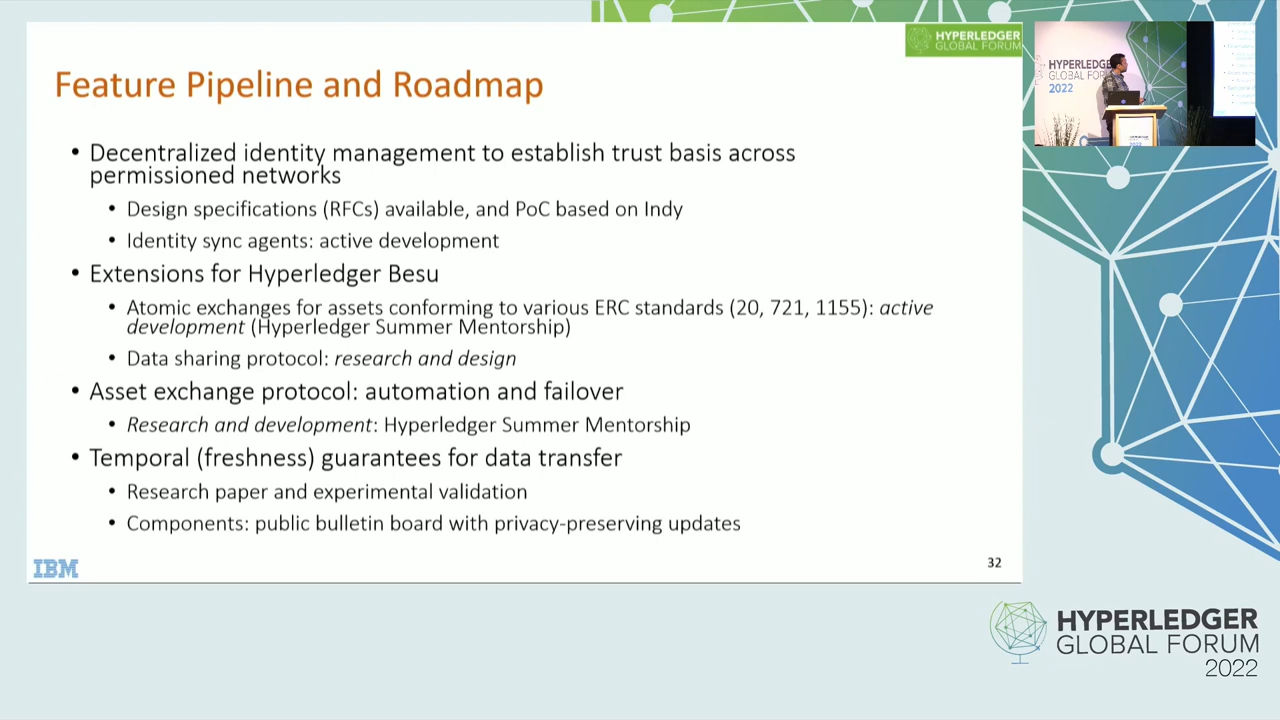 HYPERLEDGER
GLOBAL FORUM
Feature Pipeline and Roadmap
• Decentralized identity management to establish trust basis across
permissioned networks
• Design specifications (RFCs) available, and PoC based on Indy
• Identity sync agents: active development
• Extensions for Hyperledger Besu
• Atomic exchanges for assets conforming to various ERC standards (20, 721, 1155): active
development (Hyperledger Summer Mentorship)
• Data sharing protocol: research and design
• Asset exchange protocol: automation and failover
• Research and development: Hyperledger Summer Mentorship
• Temporal (freshness) guarantees for data transfer
• Research paper and experimental validation
• Components: public bulletin board with privacy-preserving updates
IBM
32
HYPERLEDGER
GLOBAL FORUM
2022
HYPERLEDGER
GLOBAL FORUM
2022